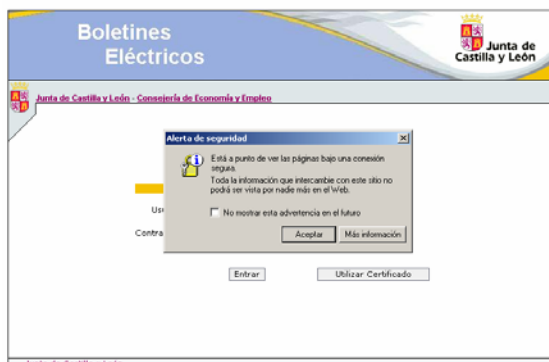 Boletines
Eléctricos
Junta de
Castilla y León
Junta de Castilla y León - Consejería de Economía y Empleo
Alerta de seguridad
Está a punto de ver las páginas bajo una conexión
segura.
Toda la información que intercambie con este sitio no
podrá ser vista por nadie más en el Web.
No mostrar esta advertencia en el futuro
Aceptar
Más información
Usu
Contra
Entrar
Utilizar Certificado